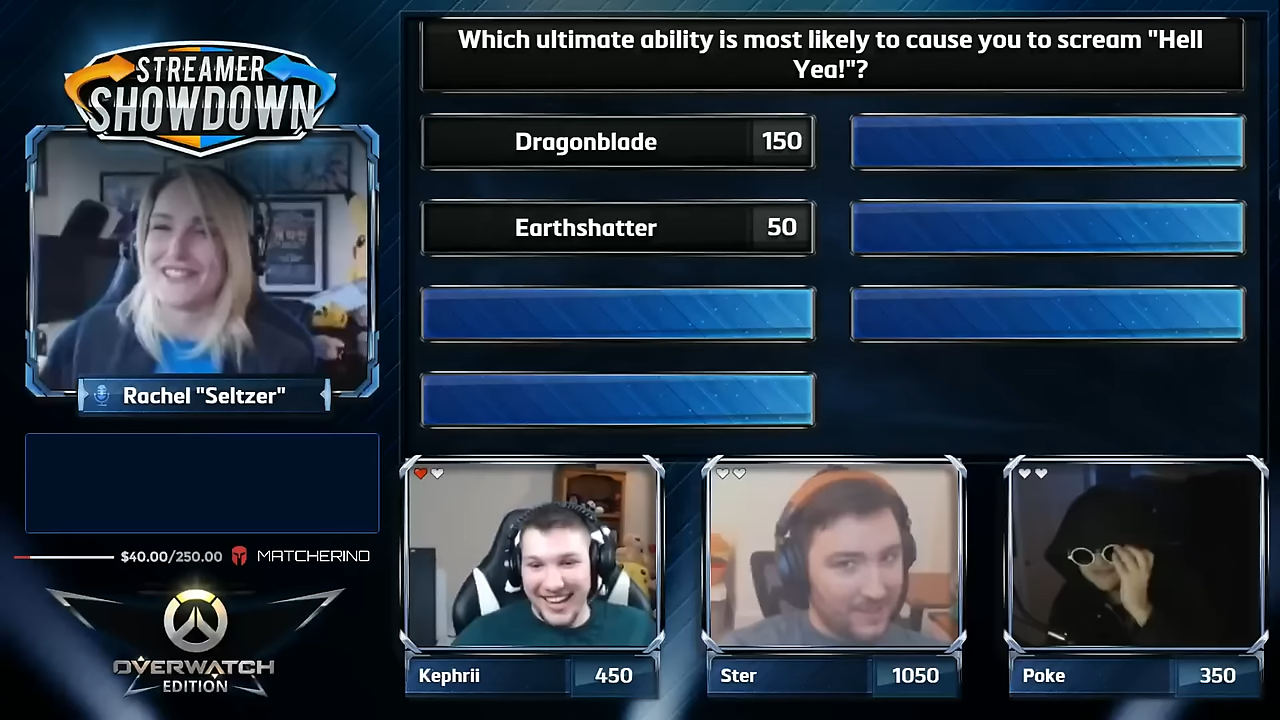 STREAMER
SHOWDOWN
Rachel "Seltzer"
$40.00/250.00 MATCHERINO
OVERWATCH
EDITION
Which ultimate ability is most likely to cause you to scream "Hell
Yea!"?
Dragonblade 150
Earthshatter 50
Kephrii 450
Ster 1050
Poke 350